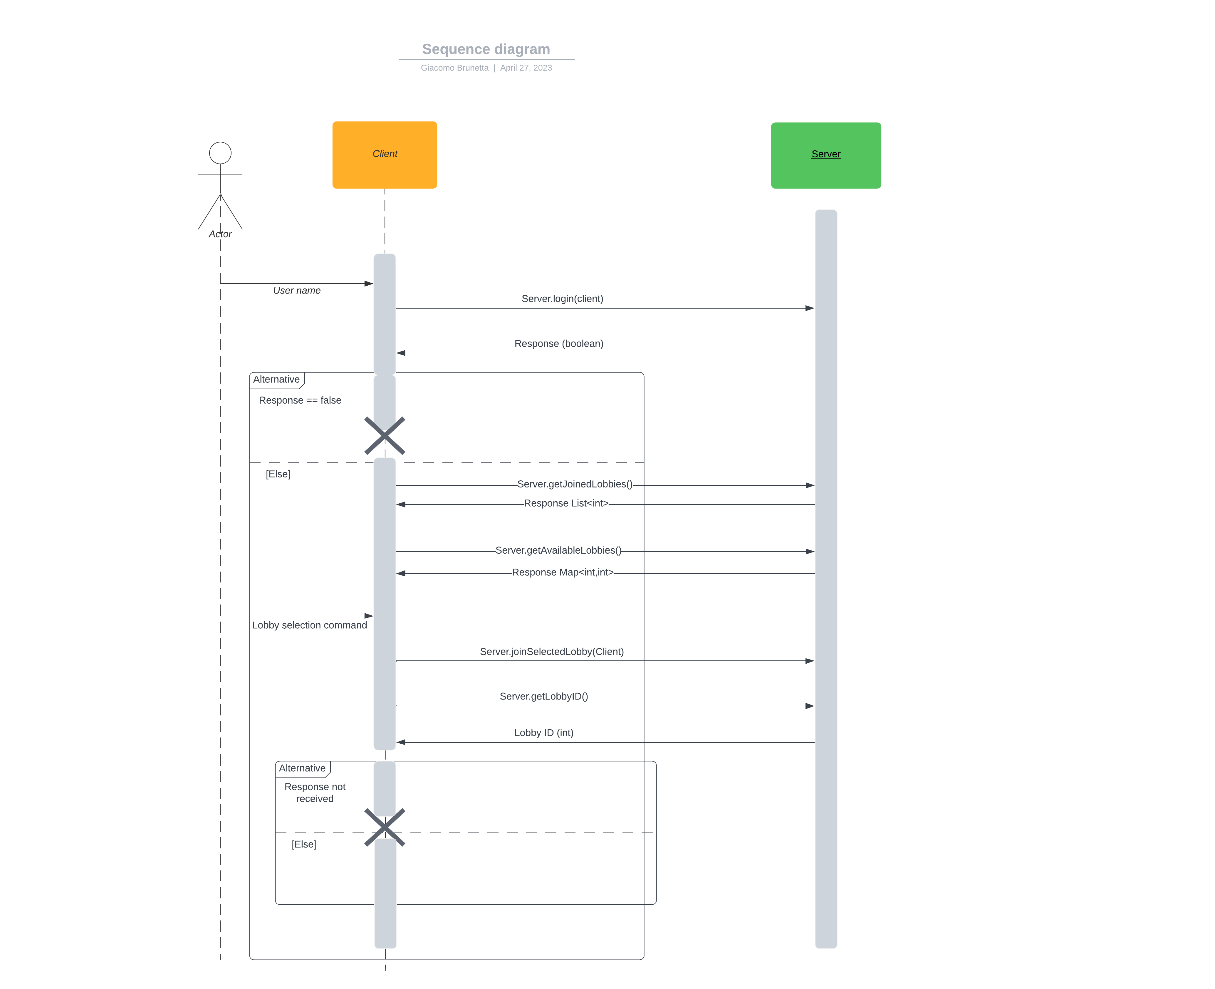 Sequence diagram
Giacomo Brunetta | April 27, 2023
Client
Server
Actor
User name
Server.login(client)
Response (boolean)
Alternative
Response == false
[Else]
Server.getJoinedLobbies()
Response List<int>
Server.getAvailableLobbies()
Response Map<int,int>
Lobby selection command
Server.joinSelectedLobby(Client)
Server.getLobbyID()
Lobby ID (int)
Alternative
Response not
received
[Else]